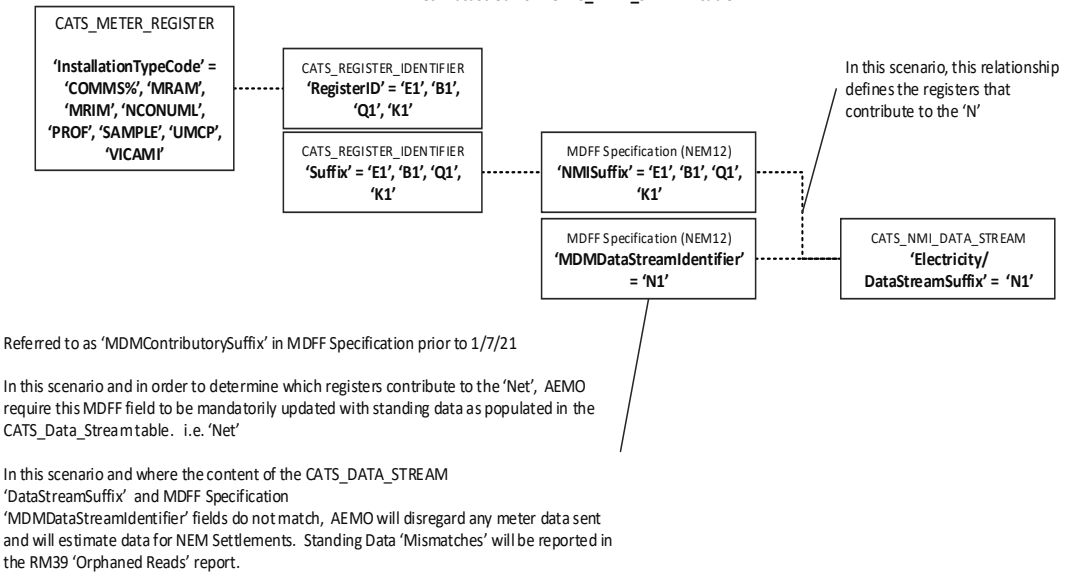 CATS_METER_REGISTER
'InstallationTypeCode' =
'COMMS%', 'MRAM',
'MRIM', 'NCONUML',
'PROF', 'SAMPLE', 'UMCP',
'VICAMI'
CATS_REGISTER_IDENTIFIER
'RegisterID' = 'E1', 'B1',
'Q1', 'K1'
CATS_REGISTER_IDENTIFIER
'Suffix' = 'E1', 'B1', 'Q1',
'K1'
MDFF Specification (NEM12)
'NMISuffix' = 'E1', 'B1', 'Q1',
'K1'
MDFF Specification (NEM12)
'MDMDataStreamIdentifier'
= 'N1'
In this scenario, this relationship
defines the registers that
contribute to the 'N'
CATS_NMI_DATA_STREAM
'Electricity/
DataStreamSuffix' = 'N1'
Referred to as 'MDMContributorySuffix' in MDFF Specification prior to 1/7/21
In this scenario and in order to determine which registers contribute to the 'Net', AEMO
require this MDFF field to be mandatorily updated with standing data as populated in the
CATS_Data_Stream table. i.e. 'Net'
In this scenario and where the content of the CATS_DATA_STREAM
'DataStreamSuffix' and MDFF Specification
'MDMDataStreamIdentifier' fields do not match, AEMO will disregard any meter data sent
and will estimate data for NEM Settlements. Standing Data 'Mismatches' will be reported in
the RM39 'Orphaned Reads' report.